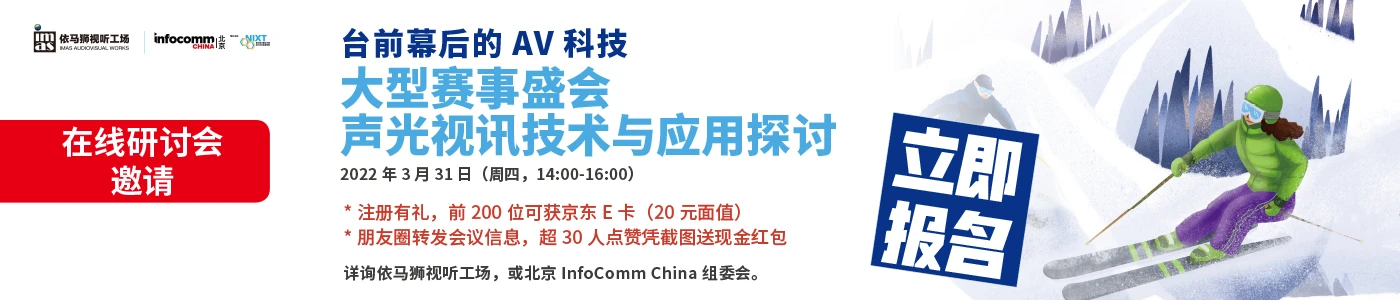 imas
依马狮视听工场
IMAS AUDIOVISUAL WORKS
infocomm
CHINA
北京
NIXT
在线研讨会
邀请
台前幕后的 AV 科技
大型赛事盛会
声光视讯技术与应用探讨
2022 年 3 月 31 日（周四，14:00-16:00）
* 注册有礼，前 200 位可获京东 E 卡（20 元面值）
* 朋友圈转发会议信息，超 30 人点赞凭截图送现金红包
详询依马狮视听工场，或北京 InfoComm China 组委会。
立即
报名